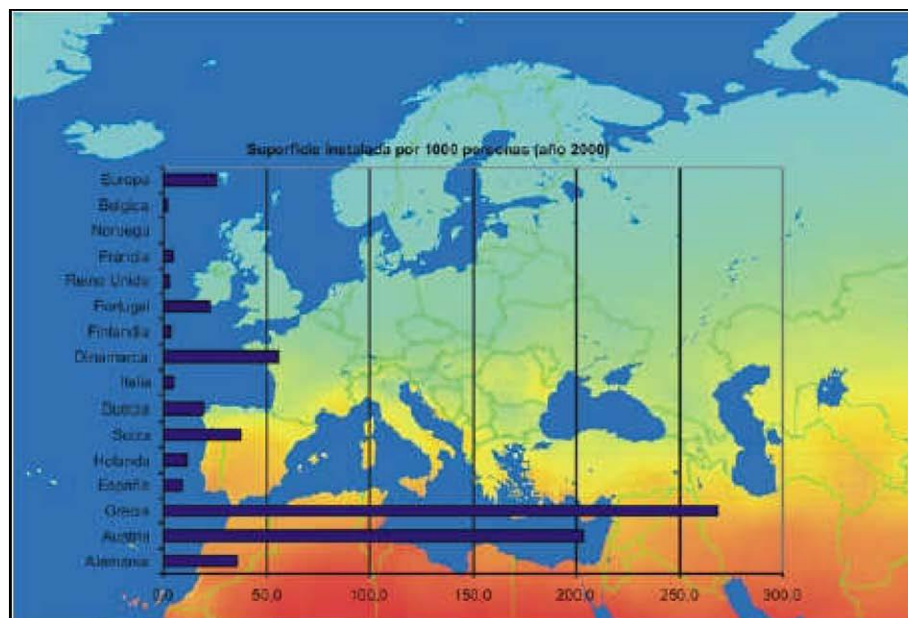 Superficie instalada por 1000 personas (año 2000)
Europa
Belgica
Noruega
Francia
Reino Unido
Portugal
Finlandia
Dinamarca
Italia
Suecia
Suiza
Holanda
España
Grecia
Austria
Alemania
0,0 50,0 100,0 150,0 200,0 250,0 300,0